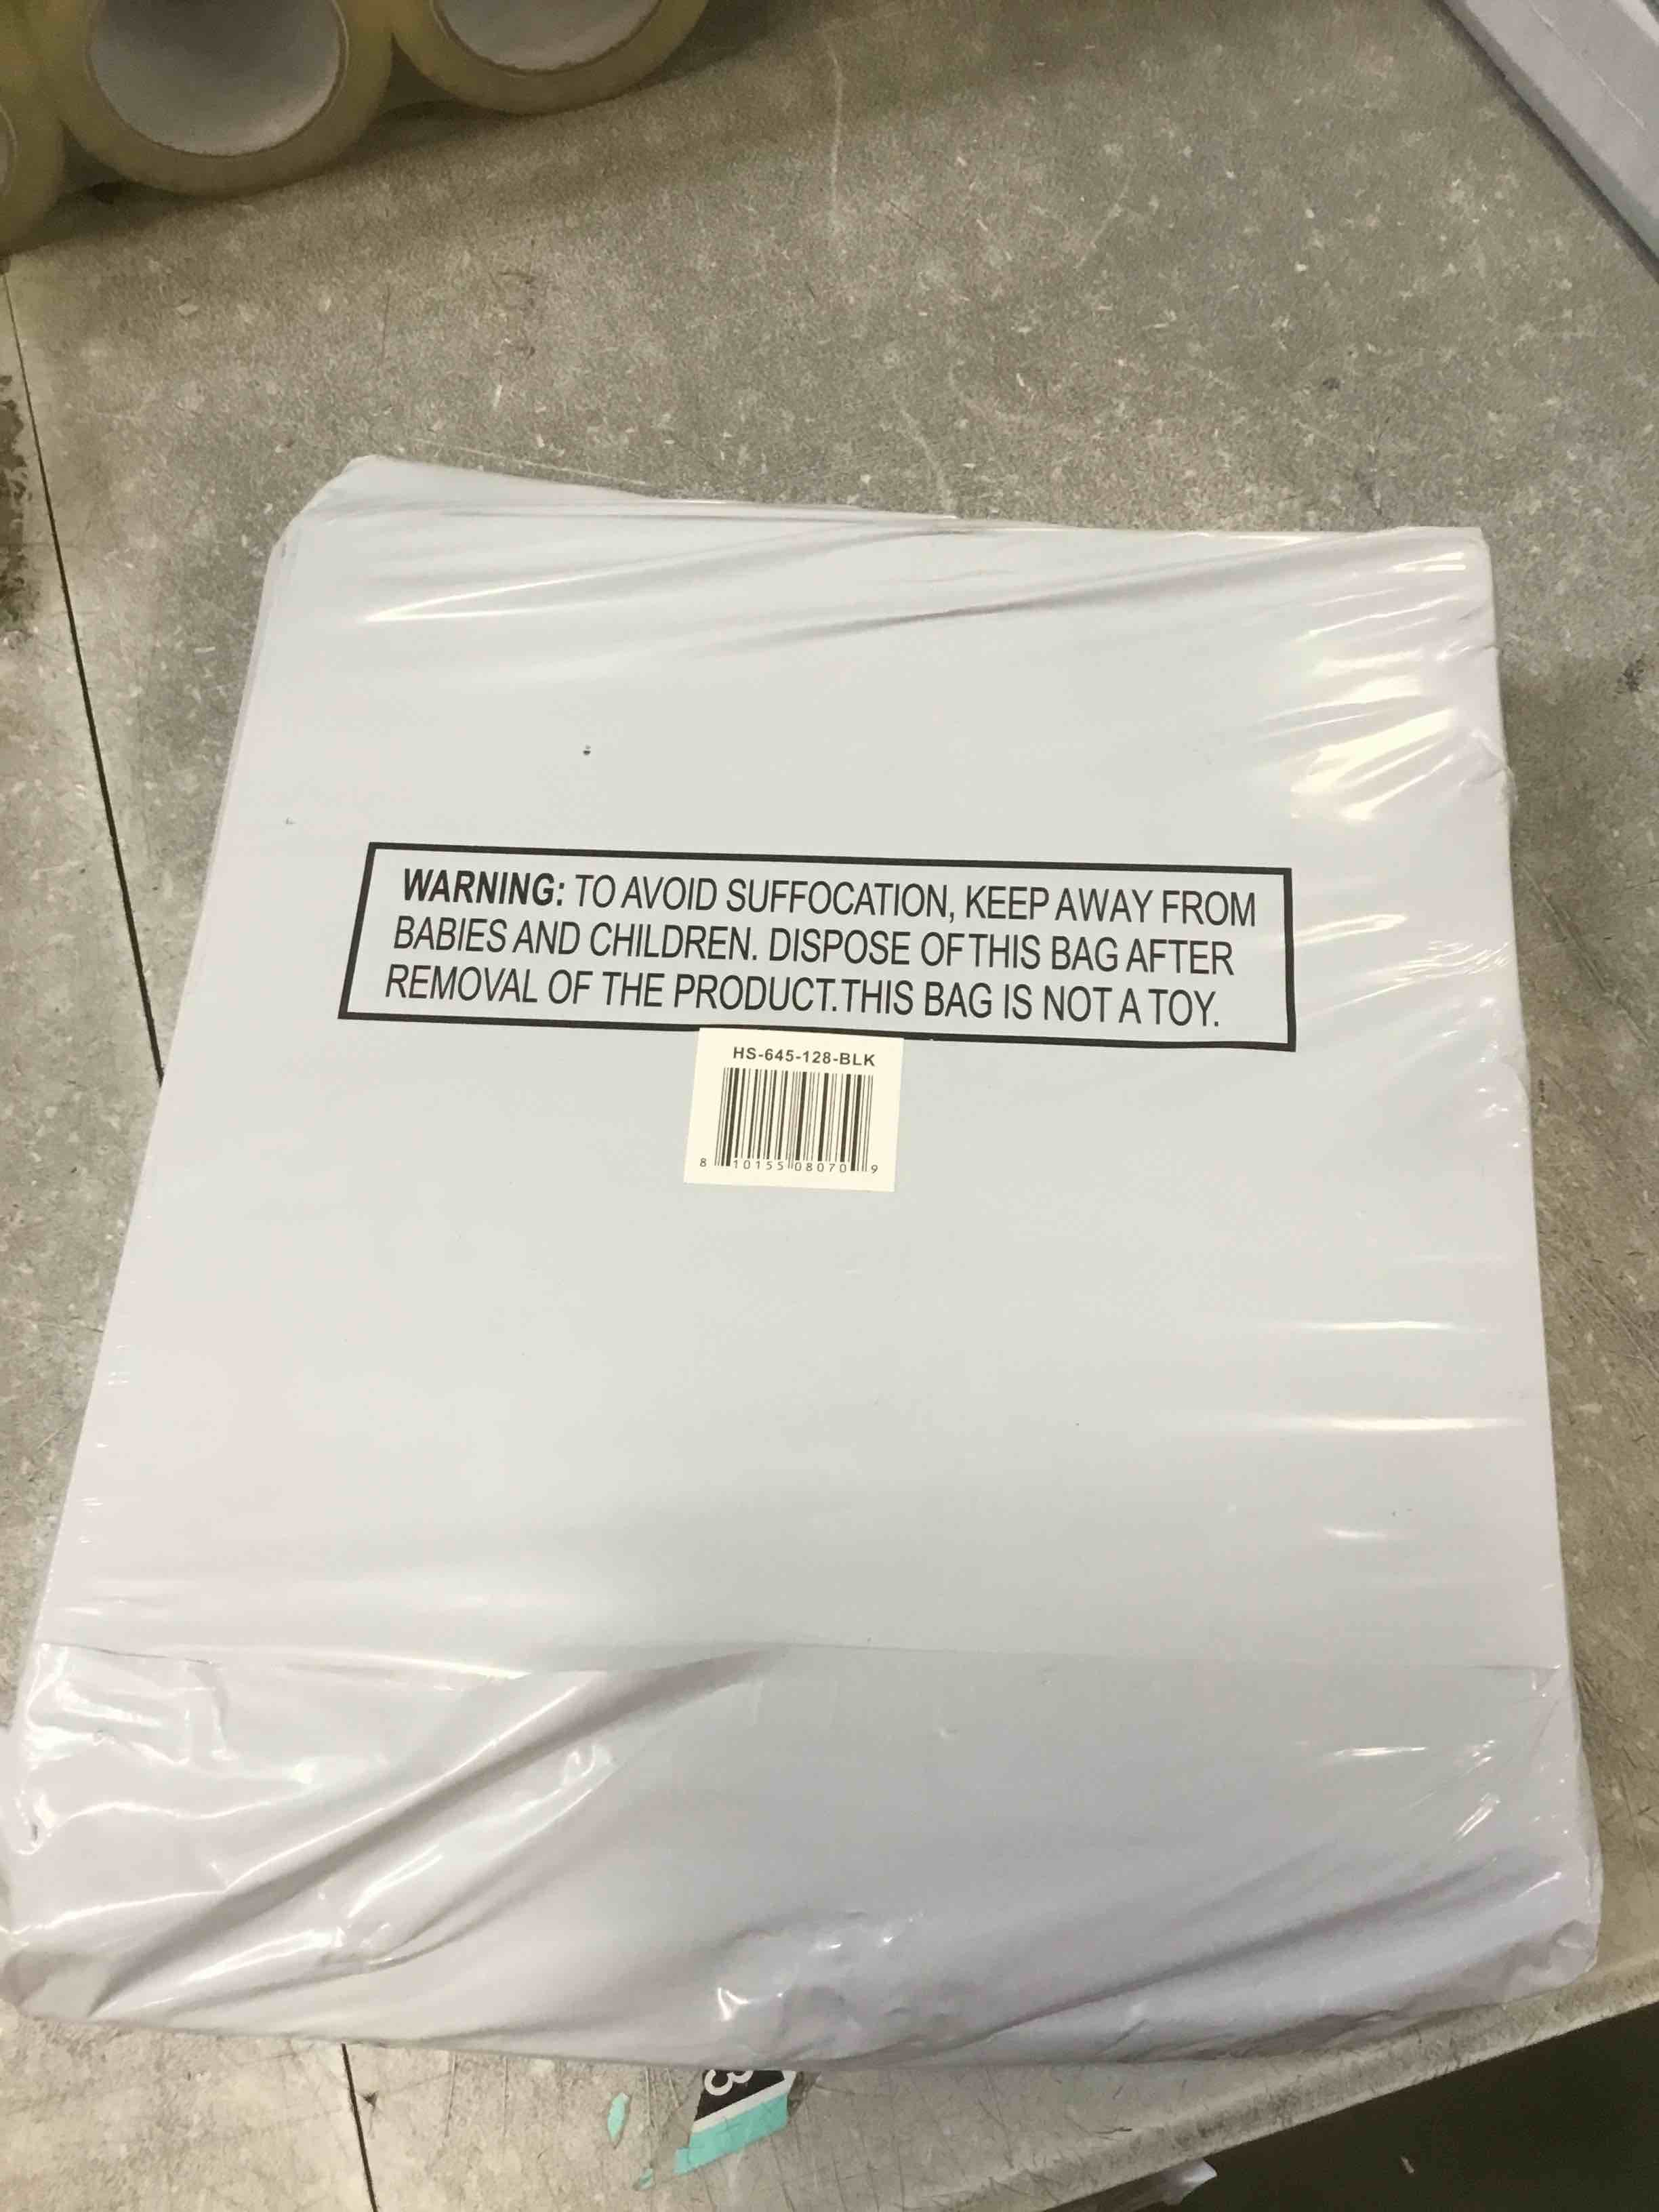 WARNING: TO AVOID SUFFOCATION, KEEP AWAY FROM
BABIES AND CHILDREN. DISPOSE OF THIS BAG AFTER
REMOVAL OF THE PRODUCT.THIS BAG IS NOT A TOY.
HS-645-128-BLK
8 10155 08070 9
3